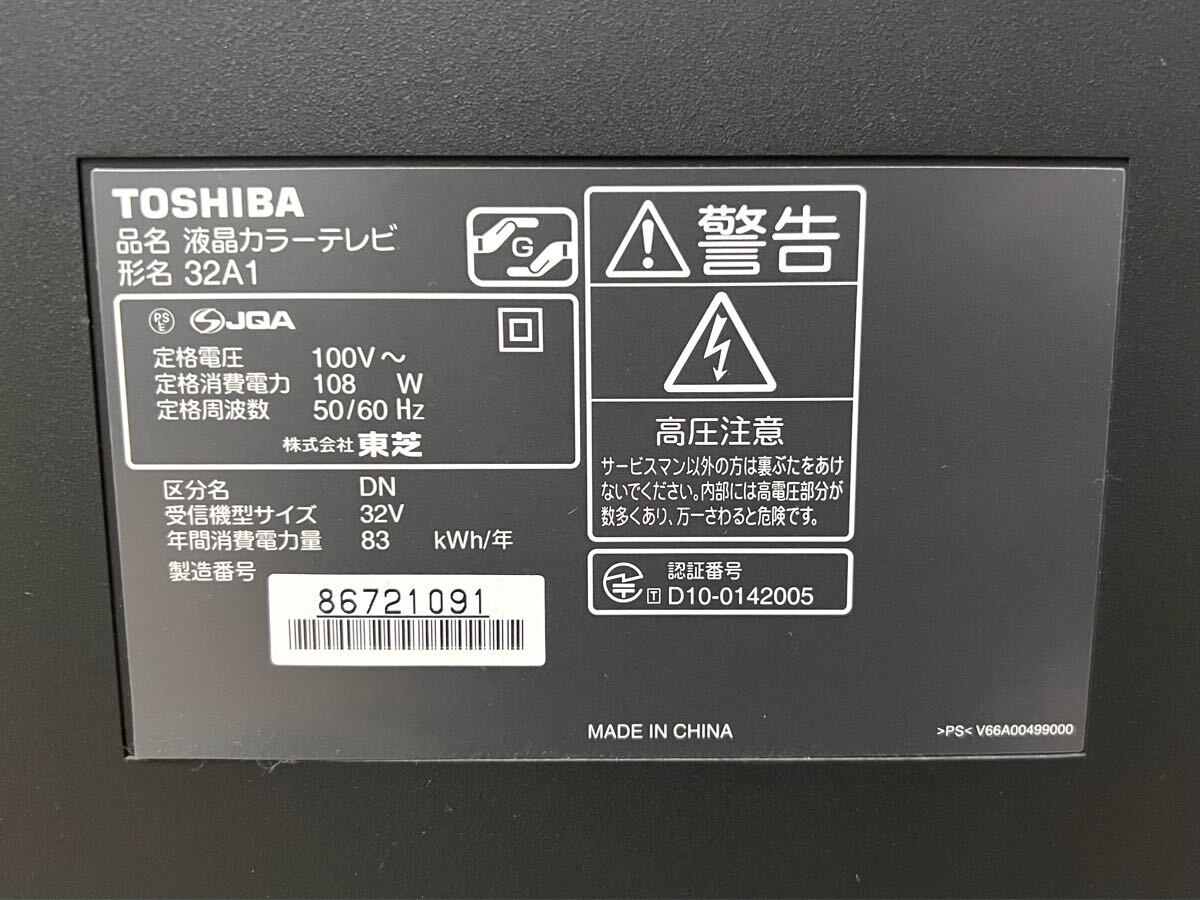 TOSHIBA
品名 液晶カラーテレビ
形名 32A1
G
PS
E
JQA
定格電圧 100V～
定格消費電力 108 W
定格周波数 50/60 Hz
株式会社 東芝
区分名 DN
受信機型サイズ 32V
年間消費電力量 83 kWh/年
製造番号
86721091
警告
高圧注意
サービスマン以外の方は裏ぶたをあけ
ないでください。内部には高電圧部分が
数多くあり、万一さわると危険です。
認証番号
T D10-0142005
MADE IN CHINA
>PS< V66A00499000